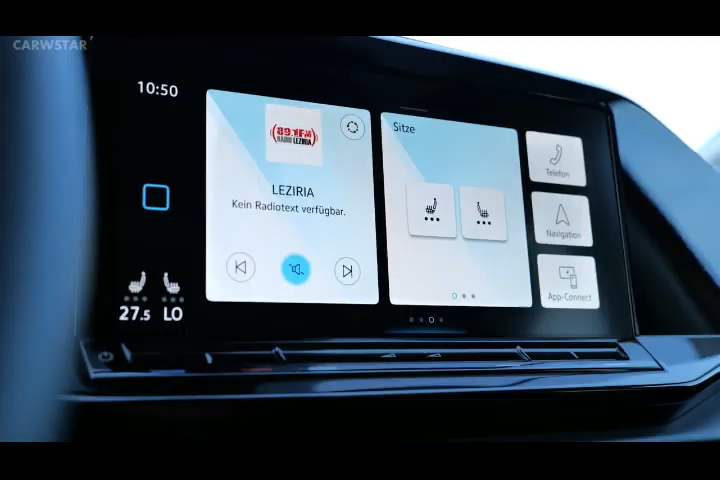 CARWSTAR
10:50
89.1FM
RADIO LEZIRIA
LEZIRIA
Kein Radiotext verfügbar.
Sitze
Telefon
Navigation
App-Connect
27.5 LO